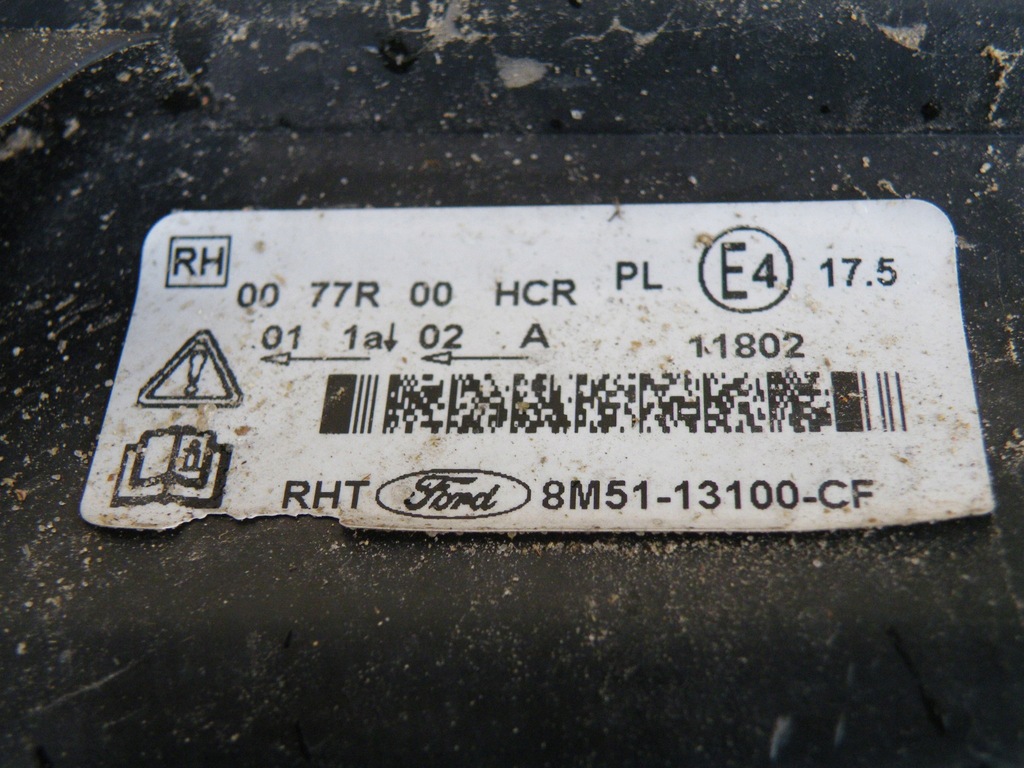 RH 00 77R 00 HCR PL E4 17.5
01 1a↓ 02 A 11802
RHT Ford 8M51-13100-CF